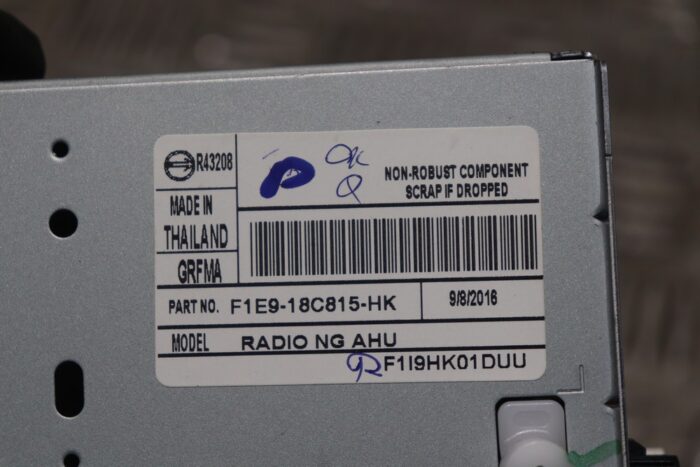 R43208
MADE IN
THAILAND
GRFMA
P OK
Q
NON-ROBUST COMPONENT
SCRAP IF DROPPED
PART NO. F1E9-18C815-HK 9/8/2016
MODEL RADIO NG AHU
F1I9HK01DUU